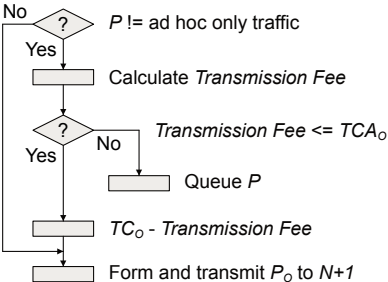 No
? P != ad hoc only traffic
Yes
Calculate Transmission Fee
? Transmission Fee <= TCAO
Yes No
Queue P
TCO - Transmission Fee
Form and transmit PO to N+1